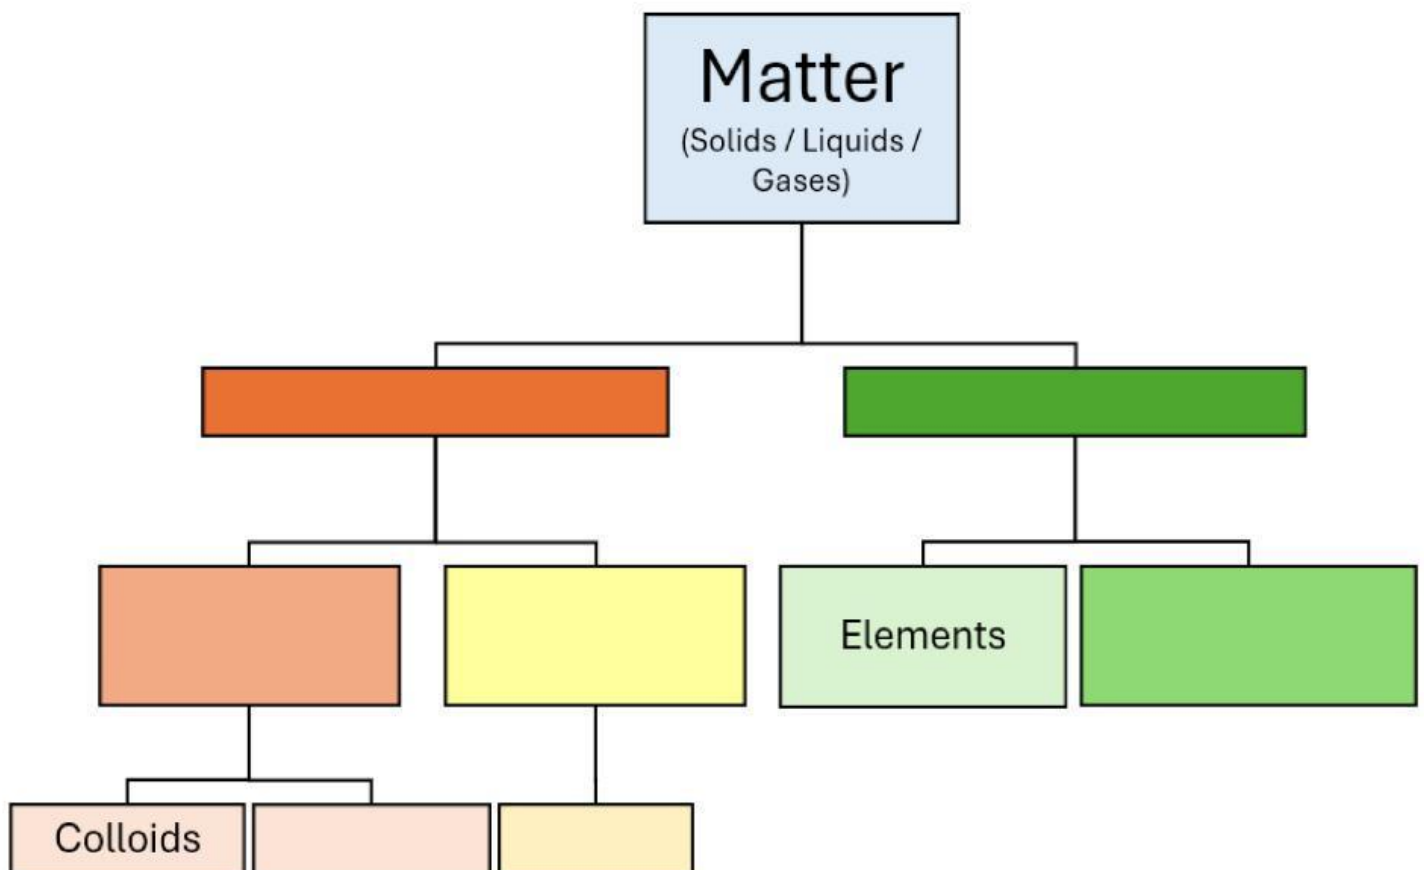 Matter
(Solids / Liquids /
Gases)
Elements
Colloids